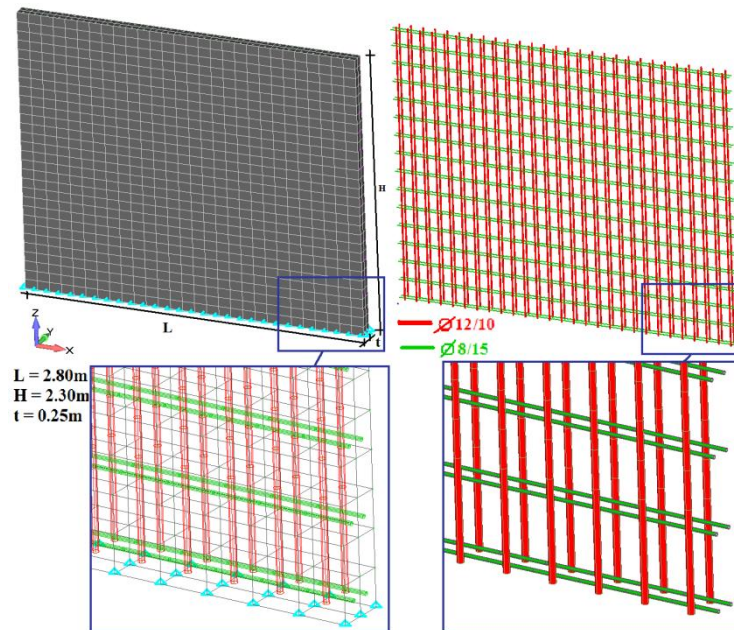 H
L
t
Z
Y
X
Ø12/10
Ø8/15
L = 2.80m
H = 2.30m
t = 0.25m